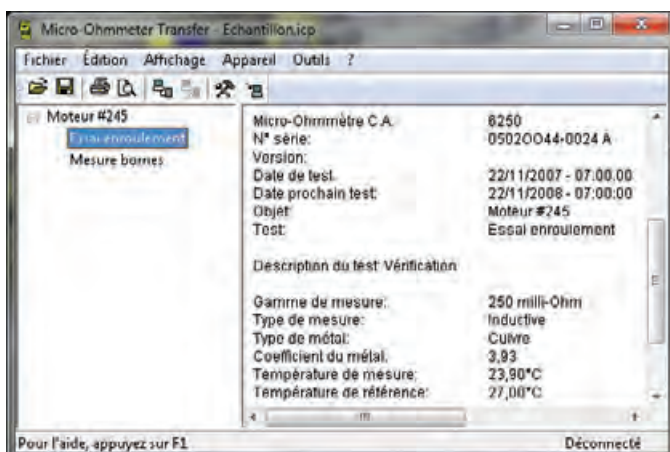 Micro-Ohmmeter Transfer - Echantillon.icp
Fichier Édition Affichage Appareil Outils ?
Moteur #245
Essai enroulement
Mesure bornes
Micro-Ohmmètre C.A. 6250
N° série: 05020044-0024 A
Version:
Date de test. 22/11/2007 - 07.00.00
Date prochain test: 22/11/2008 - 07:00:00
Objet Moteur #245
Test: Essai enroulement
Description du test: Vérification
Gamme de mesure: 250 milli-Ohm
Type de mesure: Inductive
Type de métal: Cuivre
Coefficient du métal. 3,93
Température de mesure: 23,90°C
Température de référence: 27,00°C
Pour l'aide, appuyez sur F1 Déconnecté